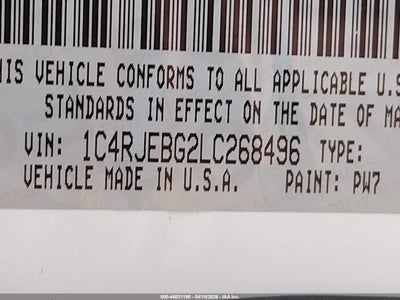 HIS VEHICLE CONFORMS TO ALL APPLICABLE U.S
STANDARDS IN EFFECT ON THE DATE OF MA
VIN: 1C4RJEBG2LC268496 TYPE:
VEHICLE MADE IN U.S.A. PAINT: PW7